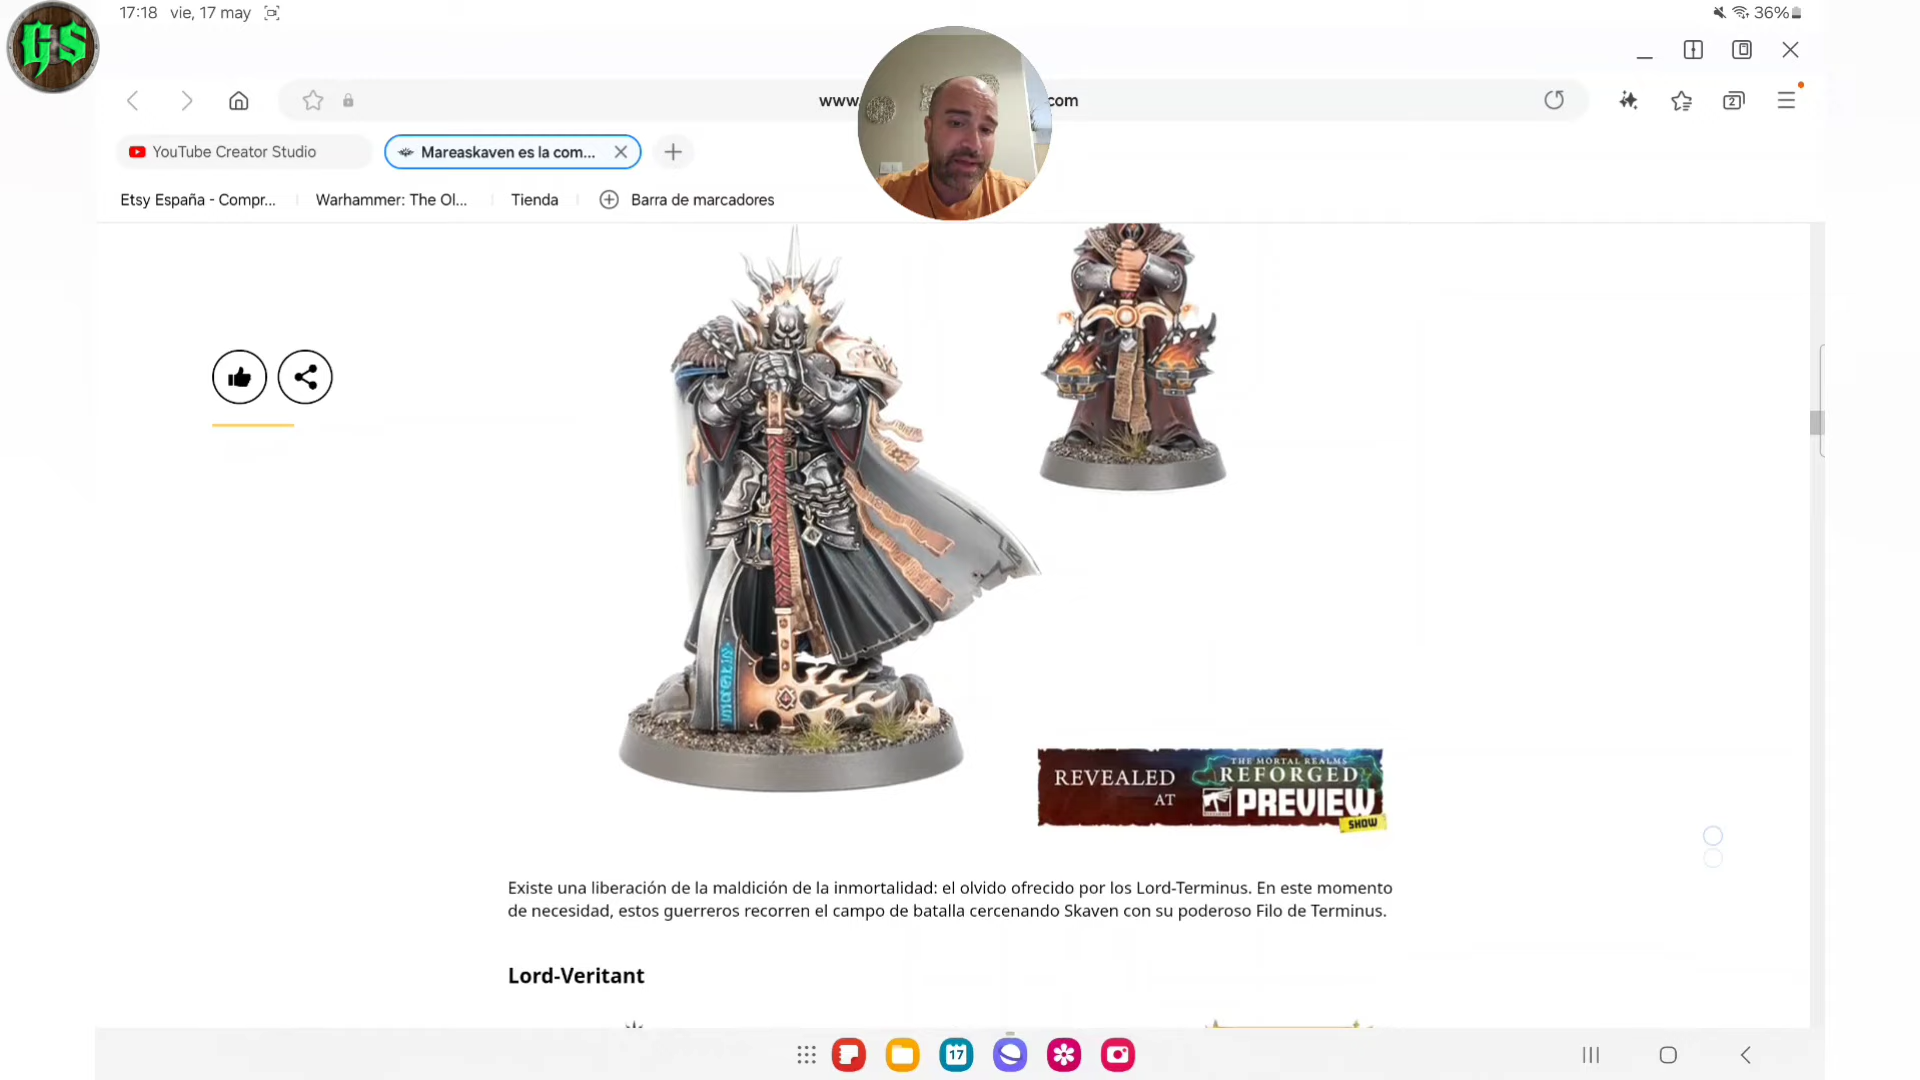 GS
17:18 vie, 17 may
36%
www.
com
YouTube Creator Studio
Mareaskaven es la com...
Etsy España - Compr...
Warhammer: The Ol...
Tienda
Barra de marcadores
REVEALED
AT
THE MORTAL REALMS
REFORGED
PREVIEW
SHOW
Existe una liberación de la maldición de la inmortalidad: el olvido ofrecido por los Lord-Terminus. En este momento
de necesidad, estos guerreros recorren el campo de batalla cercenando Skaven con su poderoso Filo de Terminus.
Lord-Veritant
17